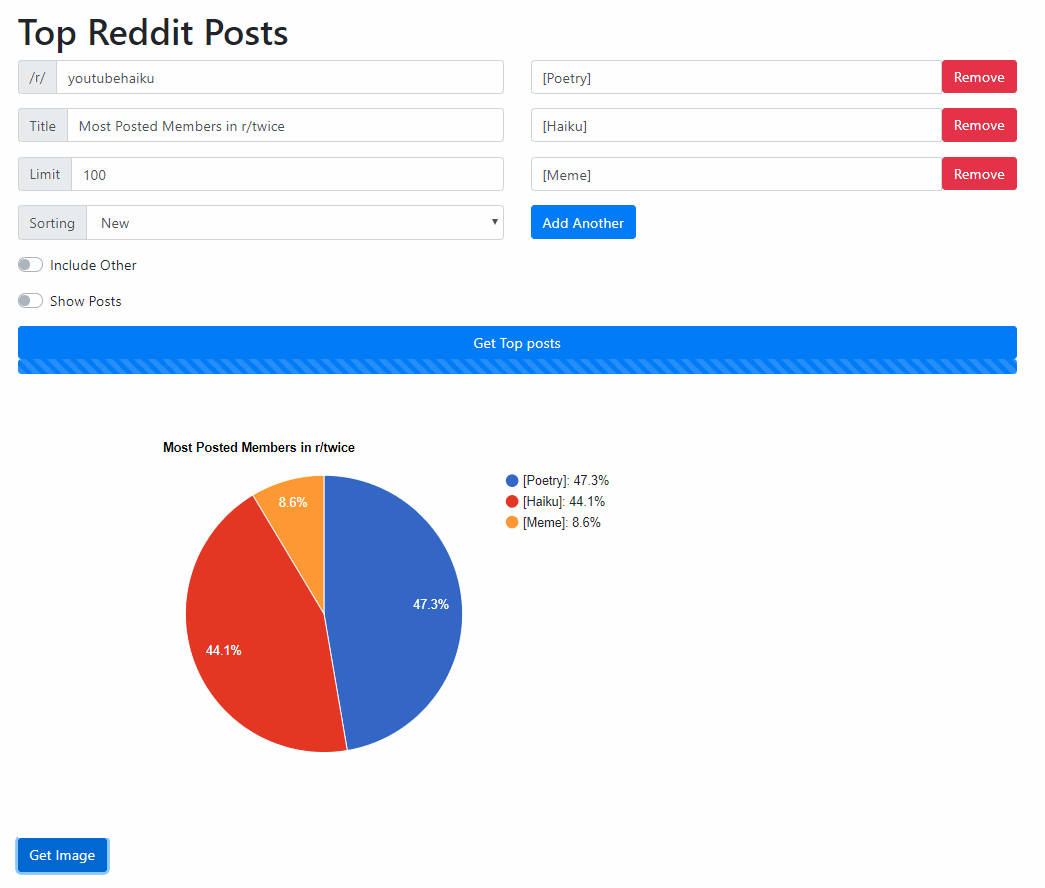 Top Reddit Posts
/r/ youtubehaiku [Poetry] Remove
Title Most Posted Members in r/twice [Haiku] Remove
Limit 100 [Meme] Remove
Sorting New Add Another
Include Other
Show Posts
Get Top posts
Most Posted Members in r/twice
[Poetry]: 47.3%
[Haiku]: 44.1%
[Meme]: 8.6%
8.6%
47.3%
44.1%
Get Image